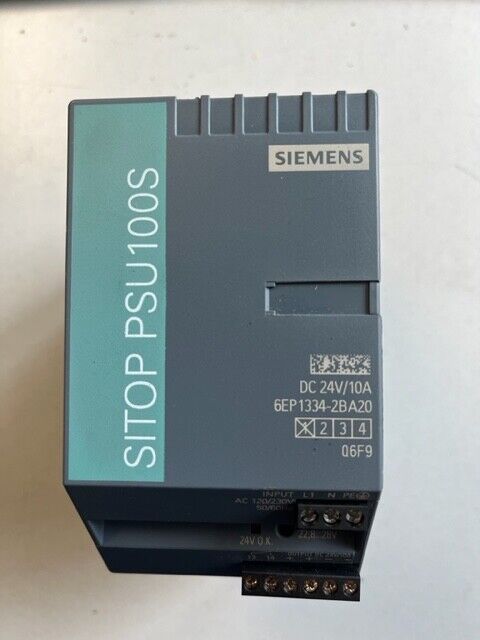 SIEMENS
SITOP PSU100S
DC 24V/10A
6EP1334-2BA20
X 2 3 4
Q6F9
INPUT L1 N PE
AC 120/230V
50/60Hz
24V O.K. 22,8...28V